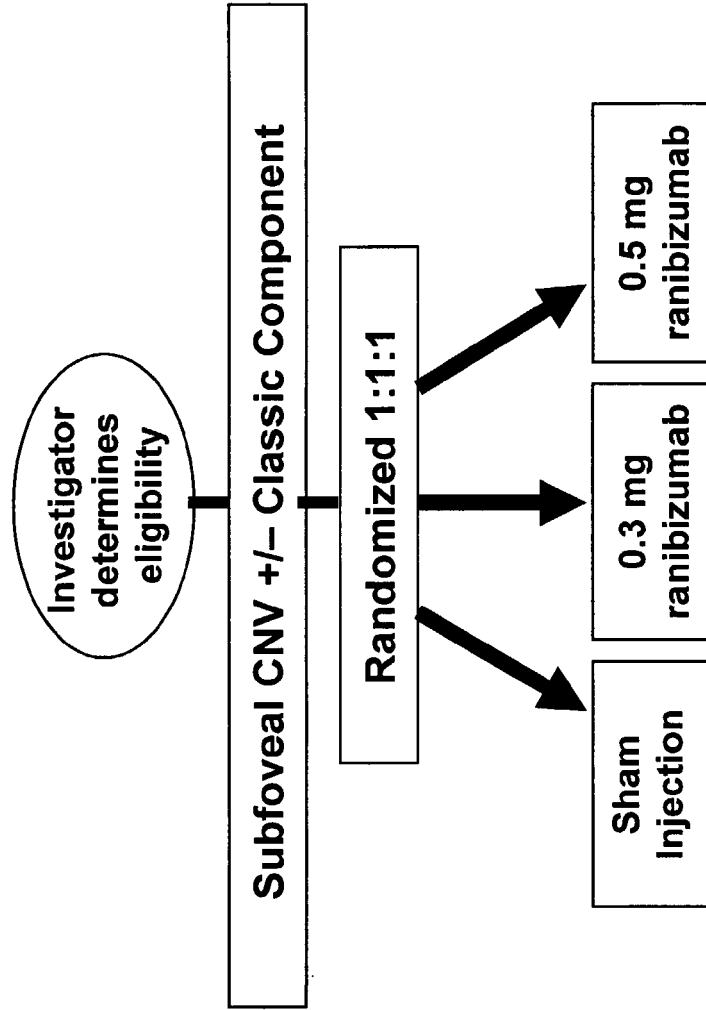 Investigator
determines
eligibility
Subfoveal CNV +/– Classic Component
Randomized 1:1:1
Sham
Injection
0.3 mg
ranibizumab
0.5 mg
ranibizumab